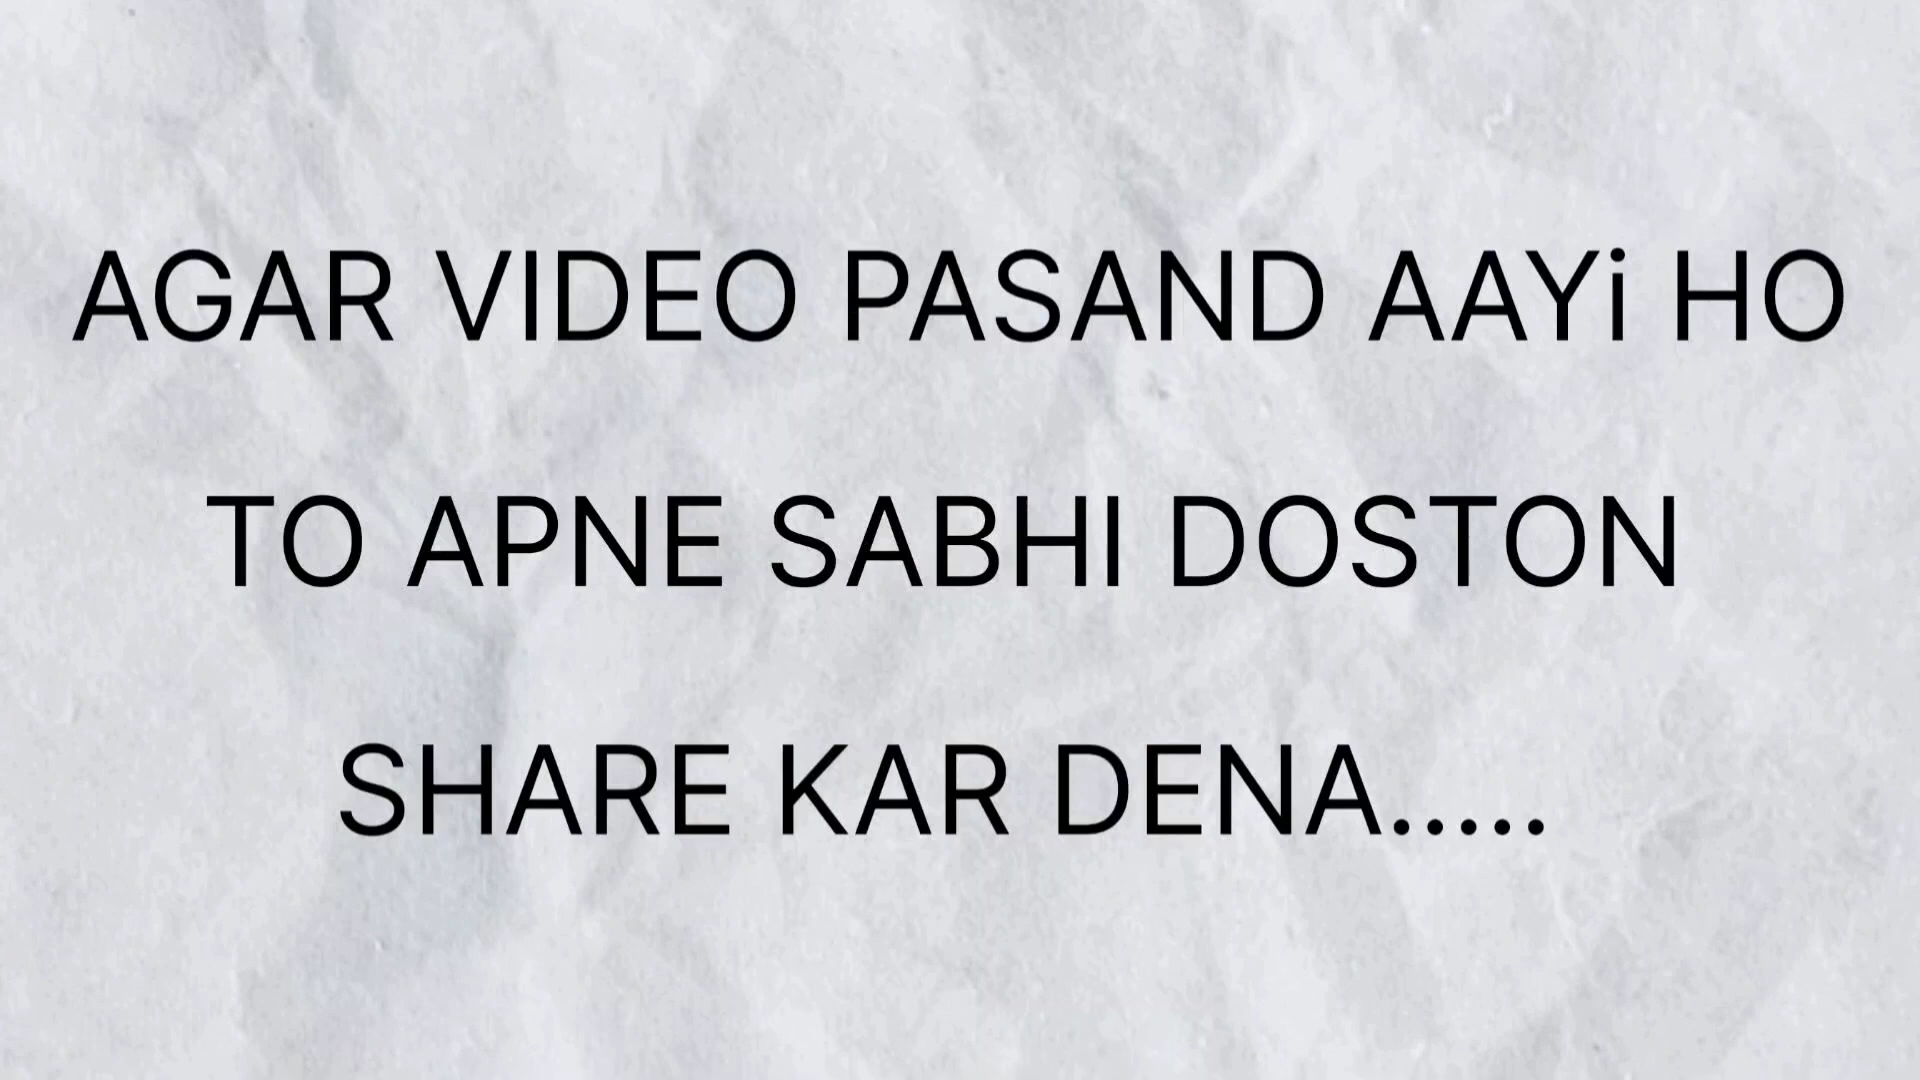 AGAR VIDEO PASAND AAYi HO
TO APNE SABHI DOSTON
SHARE KAR DENA.....